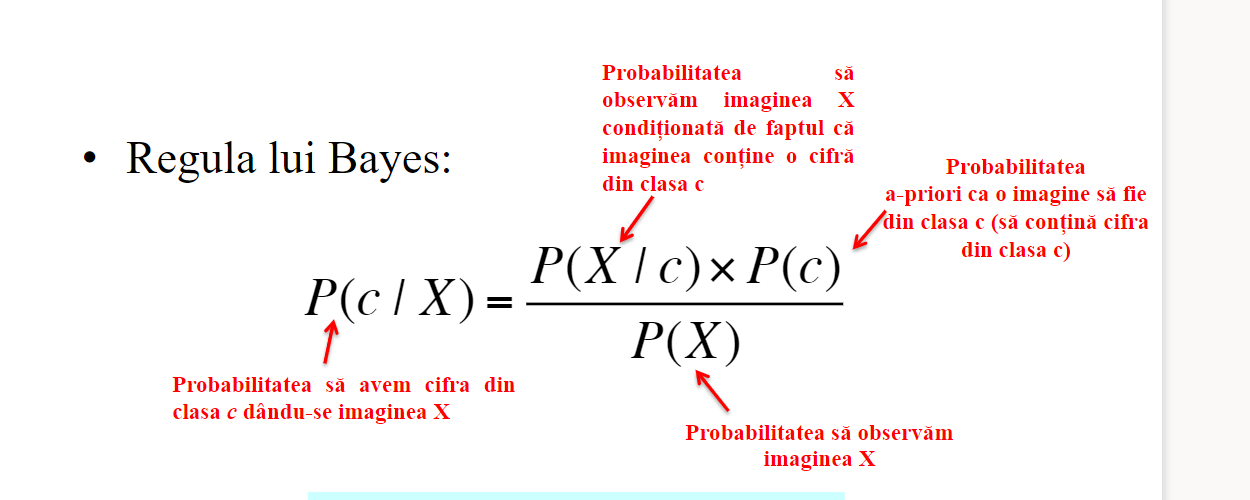 Probabilitatea să
observăm imaginea X
condiționată de faptul că
imaginea conține o cifră
din clasa c
• Regula lui Bayes:
Probabilitatea
a-priori ca o imagine să fie
din clasa c (să conțină cifra
din clasa c)
P(X / c) × P(c)
P(c / X) =
P(X)
Probabilitatea să avem cifra din
clasa c dându-se imaginea X
Probabilitatea să observăm
imaginea X